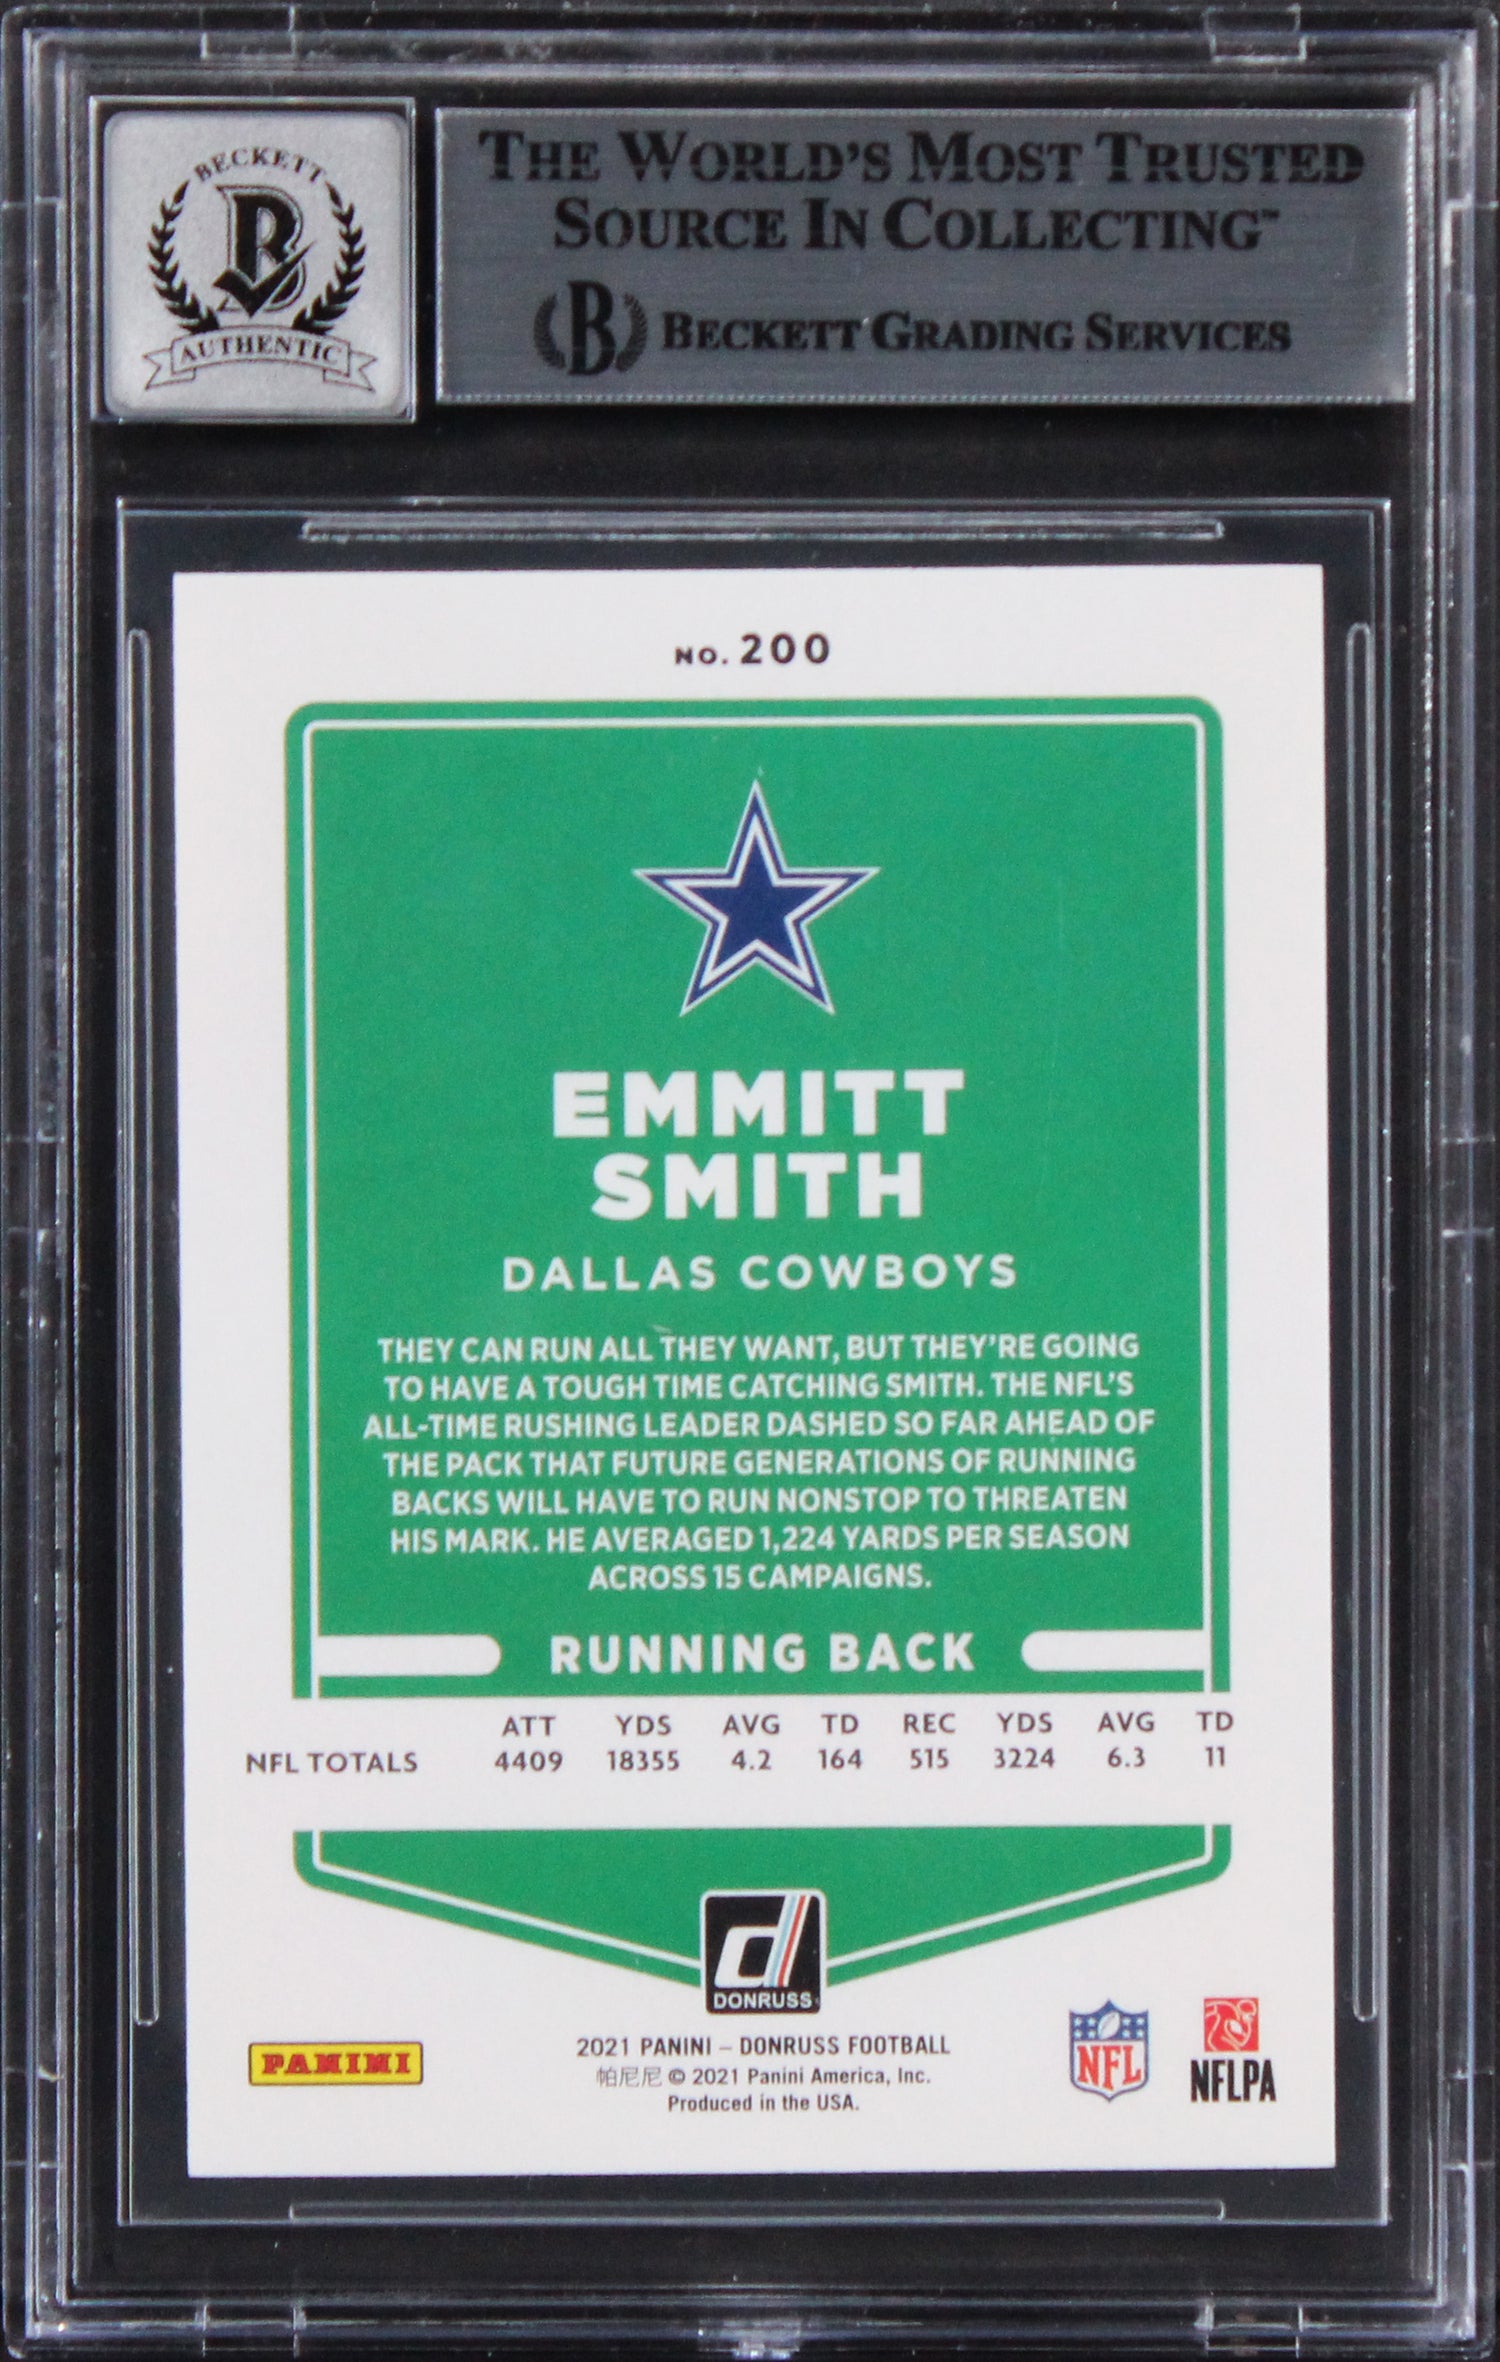 BECKETT
B
AUTHENTIC
THE WORLD'S MOST TRUSTED
SOURCE IN COLLECTING™
B BECKETT GRADING SERVICES
NO. 200
EMMITT
SMITH
DALLAS COWBOYS
THEY CAN RUN ALL THEY WANT, BUT THEY'RE GOING
TO HAVE A TOUGH TIME CATCHING SMITH. THE NFL'S
ALL-TIME RUSHING LEADER DASHED SO FAR AHEAD OF
THE PACK THAT FUTURE GENERATIONS OF RUNNING
BACKS WILL HAVE TO RUN NONSTOP TO THREATEN
HIS MARK. HE AVERAGED 1,224 YARDS PER SEASON
ACROSS 15 CAMPAIGNS.
RUNNING BACK
ATT YDS AVG TD REC YDS AVG TD
NFL TOTALS 4409 18355 4.2 164 515 3224 6.3 11
d
DONRUSS
PANINI
2021 PANINI – DONRUSS FOOTBALL
帕尼尼 © 2021 Panini America, Inc.
Produced in the USA.
NFL
NFLPA